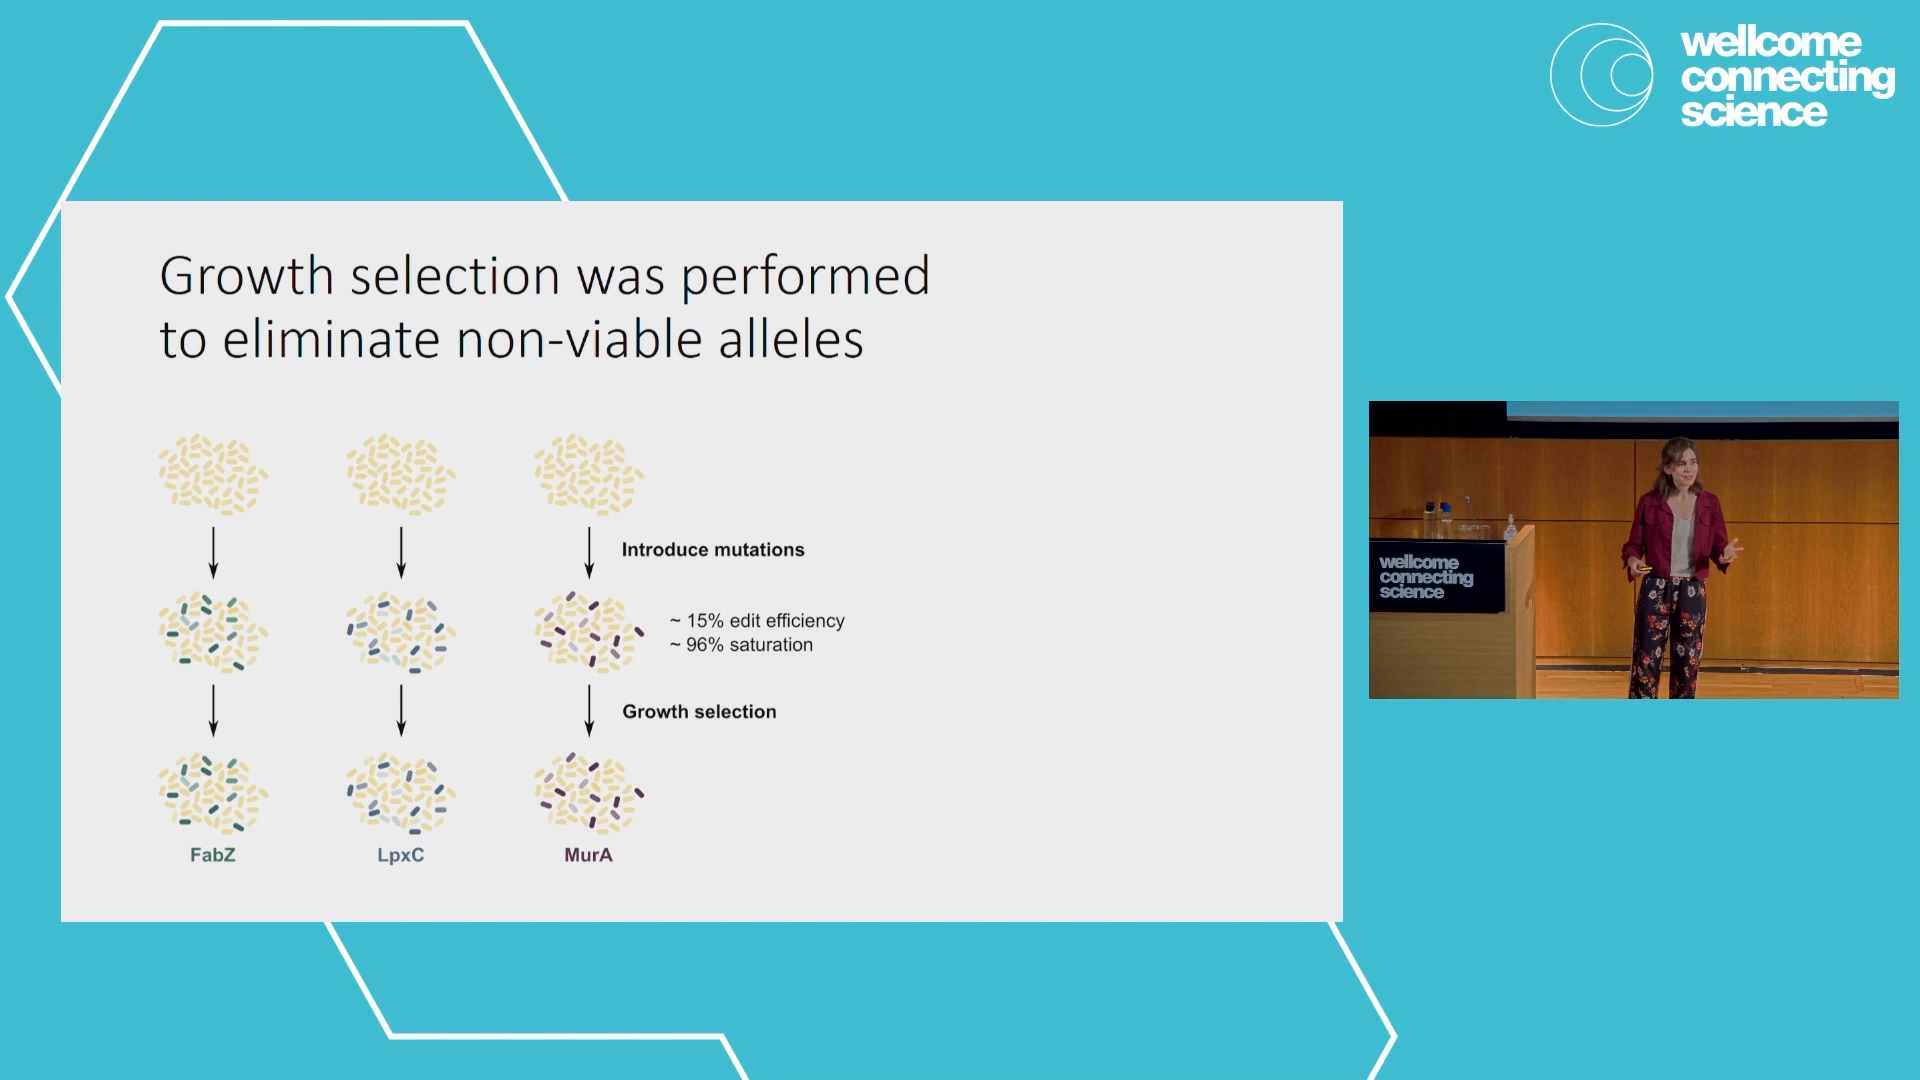 wellcome
connecting
science
Growth selection was performed
to eliminate non-viable alleles
Introduce mutations
~ 15% edit efficiency
~ 96% saturation
Growth selection
FabZ
LpxC
MurA
wellcome
connecting
science